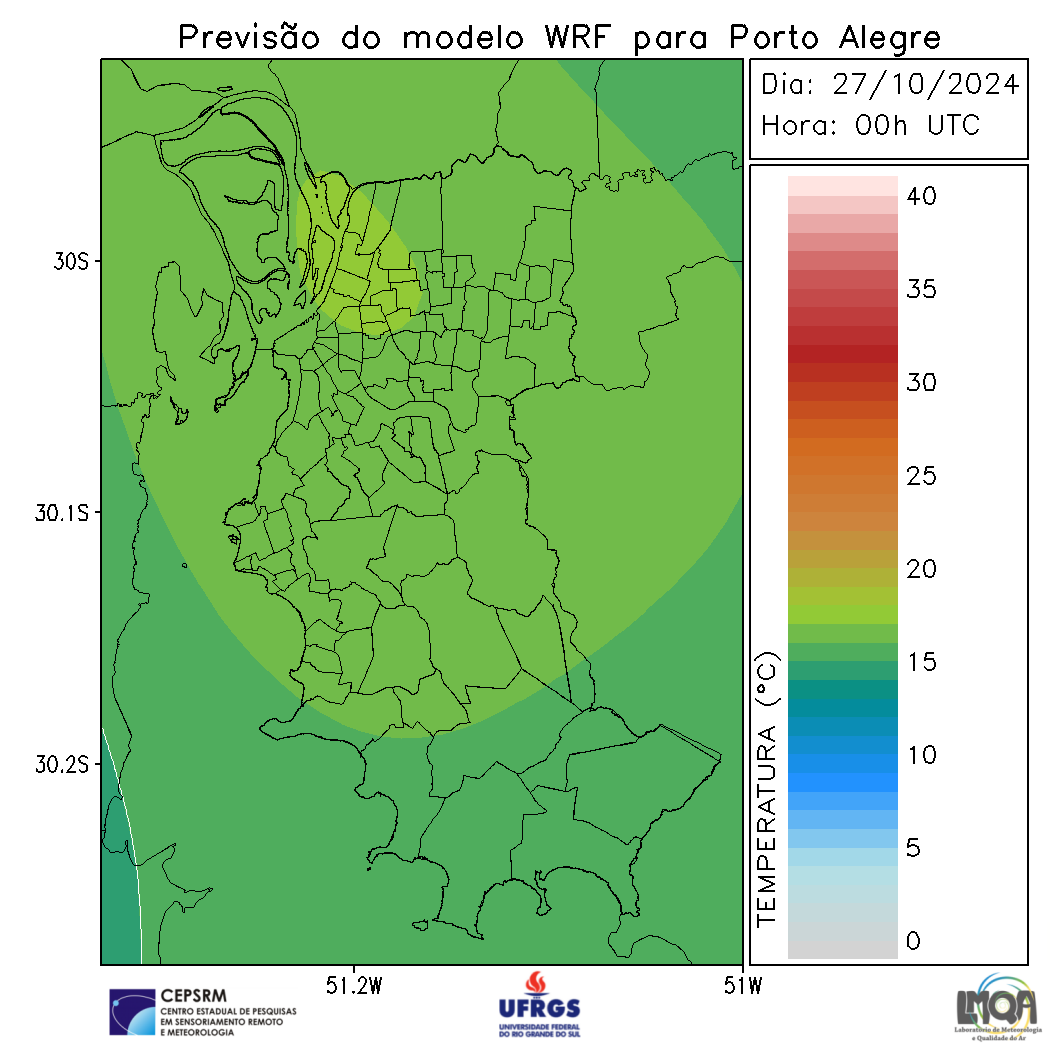 Previsão do modelo WRF para Porto Alegre
Dia: 27/10/2024
Hora: 00h UTC
40
35
30
25
20
15
10
5
0
TEMPERATURA (°C)
30S
30.1S
30.2S
51.2W
51W
CEPSRM
CENTRO ESTADUAL DE PESQUISAS
EM SENSORIAMENTO REMOTO
E METEOROLOGIA
UFRGS
UNIVERSIDADE FEDERAL
DO RIO GRANDE DO SUL
LMQA
Laboratório de Meteorologia
e Qualidade do Ar